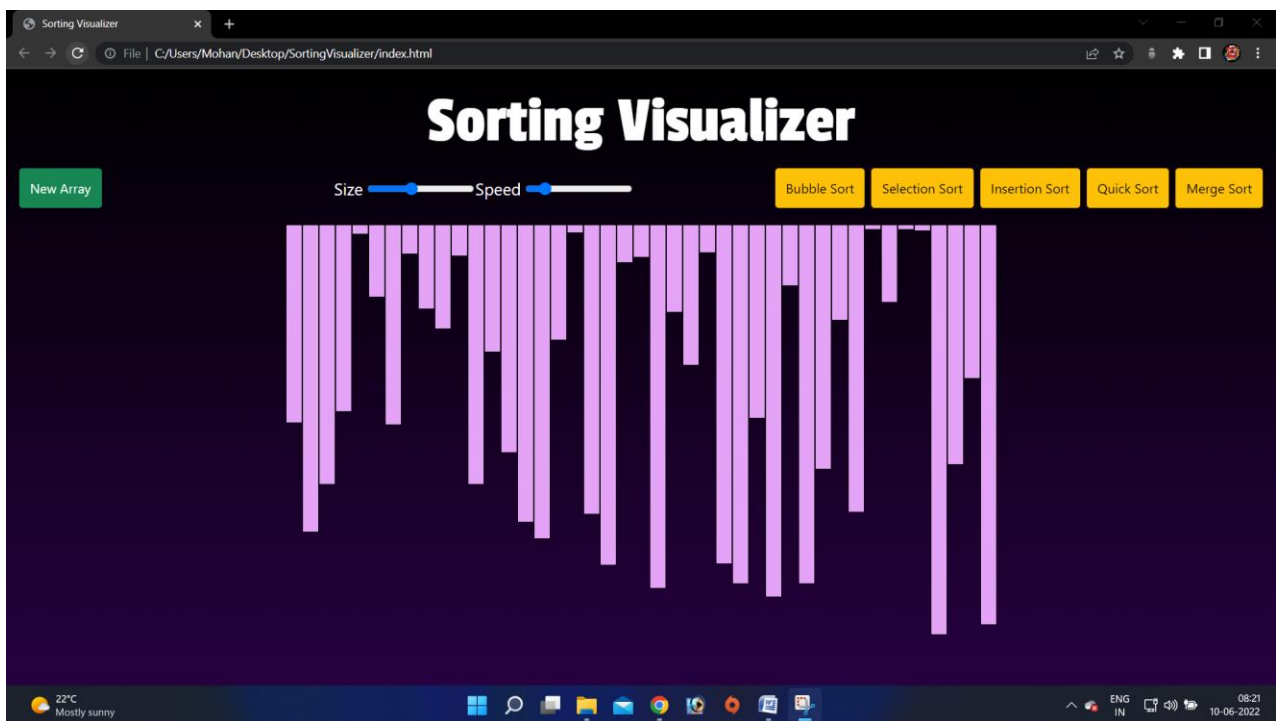 Sorting Visualizer
File | C:/Users/Mohan/Desktop/SortingVisualizer/index.html
Sorting Visualizer
New Array
Size
Speed
Bubble Sort
Selection Sort
Insertion Sort
Quick Sort
Merge Sort
22°C
Mostly sunny
ENG
IN
08:21
10-06-2022